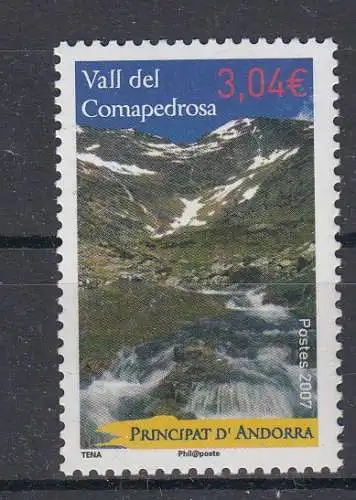 Vall del
Comapedrosa
3,04€
Postes 2007
PRINCIPAT D'ANDORRA
TENA
Phil@poste